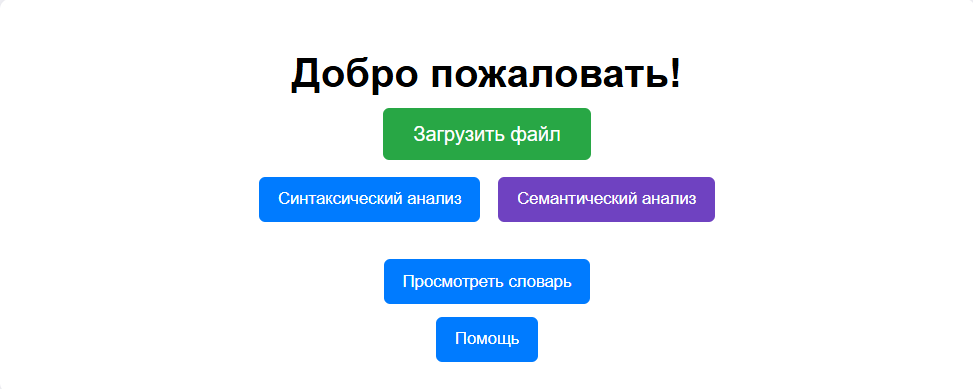 Добро пожаловать!
Загрузить файл
Синтаксический анализ
Семантический анализ
Просмотреть словарь
Помощь